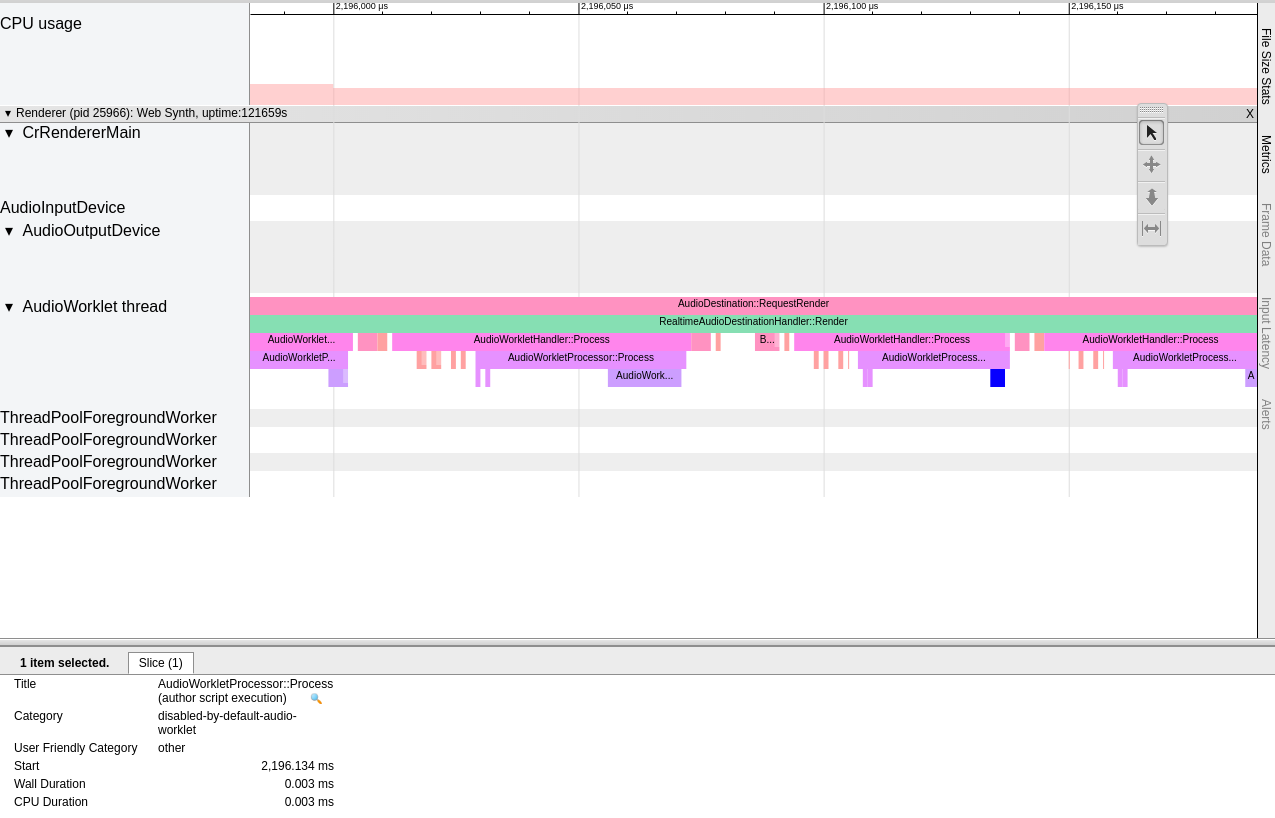 2,196,000 µs 2,196,050 µs 2,196,100 µs 2,196,150 µs
CPU usage
File Size Stats
Metrics
Frame Data
Input Latency
Alerts
▾ Renderer (pid 25966): Web Synth, uptime:121659s X
▾ CrRendererMain
AudioInputDevice
▾ AudioOutputDevice
▾ AudioWorklet thread
AudioDestination::RequestRender
RealtimeAudioDestinationHandler::Render
AudioWorklet... AudioWorkletHandler::Process B... AudioWorkletHandler::Process AudioWorkletHandler::Process
AudioWorkletP... AudioWorkletProcessor::Process AudioWorkletProcess... AudioWorkletProcess...
AudioWork... A
ThreadPoolForegroundWorker
ThreadPoolForegroundWorker
ThreadPoolForegroundWorker
ThreadPoolForegroundWorker
1 item selected. Slice (1)
Title AudioWorkletProcessor::Process
(author script execution)
Category disabled-by-default-audio-
worklet
User Friendly Category other
Start 2,196.134 ms
Wall Duration 0.003 ms
CPU Duration 0.003 ms